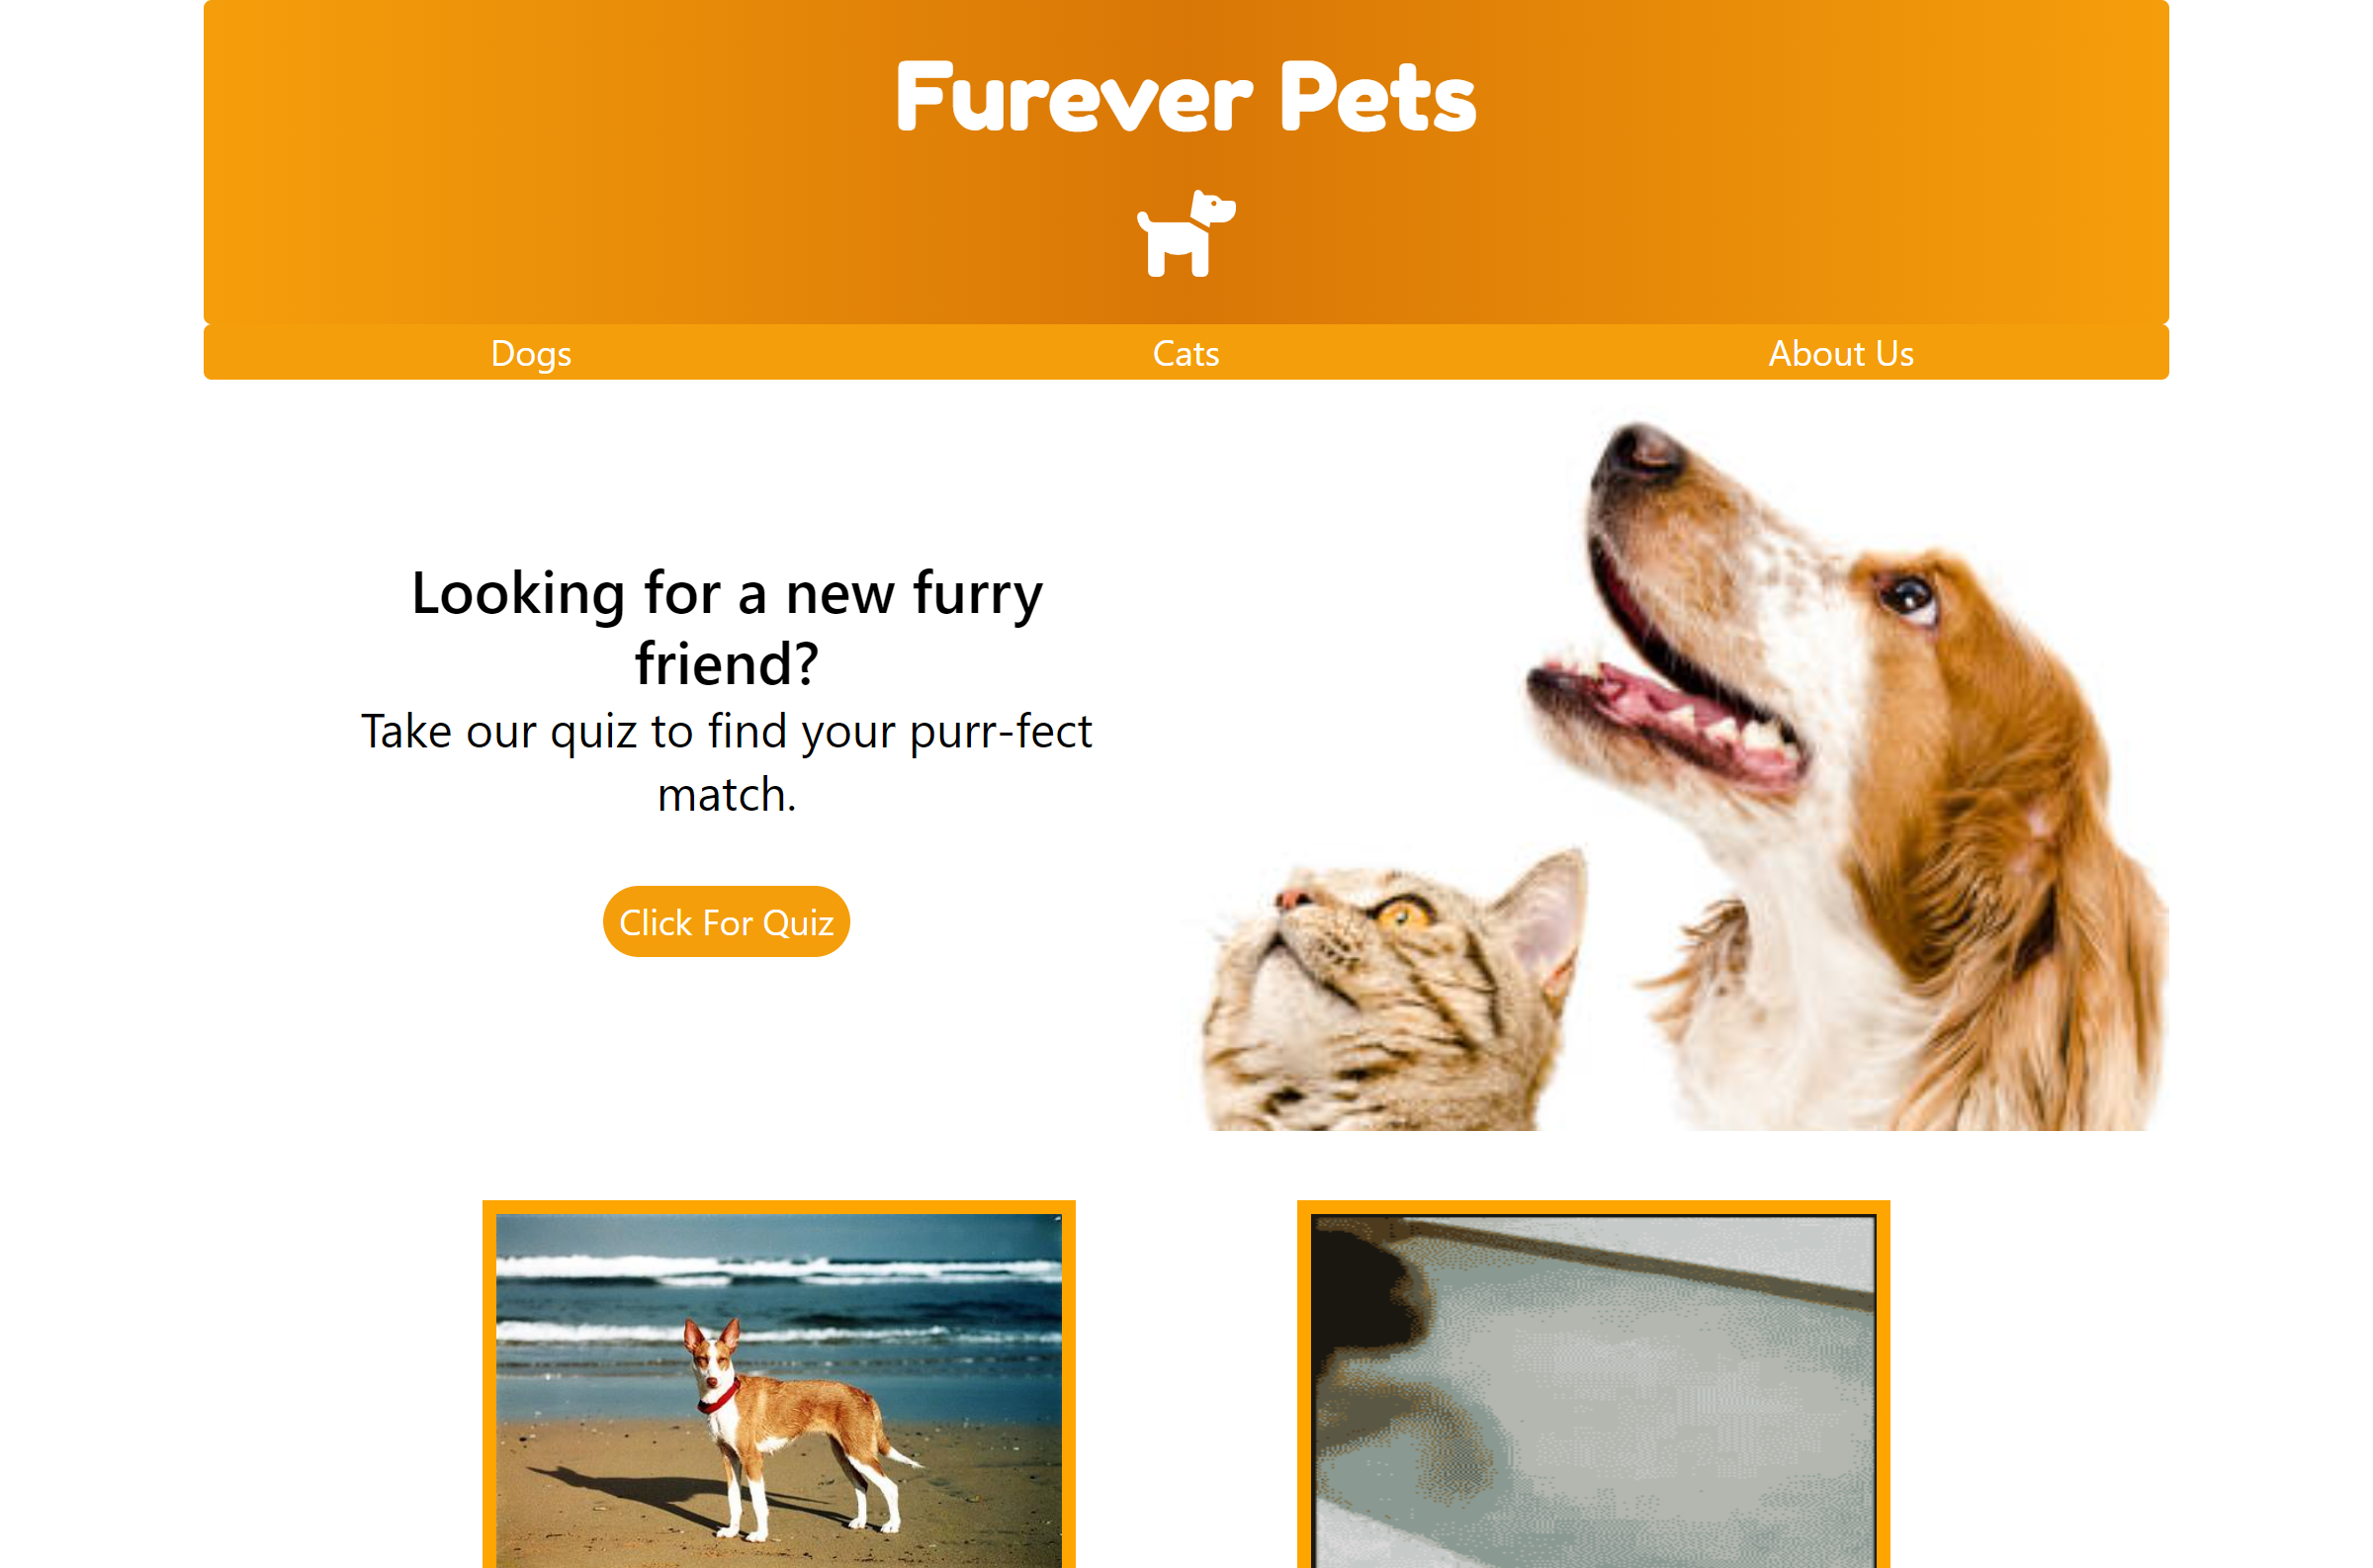 Furever Pets
Dogs
Cats
About Us
Looking for a new furry
friend?
Take our quiz to find your purr-fect
match.
Click For Quiz